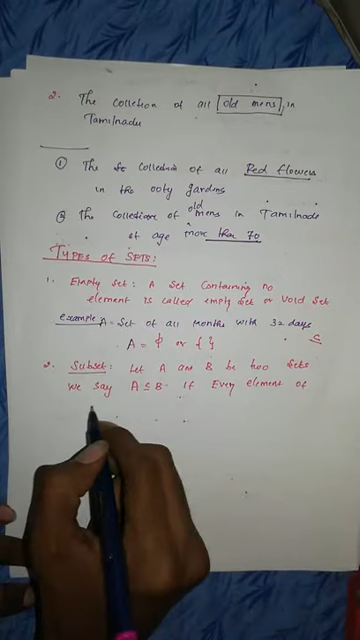 2. The collection of all old mens, in
Tamilnadu
① The collection of all Red flowers
in the ooty gardens
② The collection of old mens in Tamilnadu
at age more than 70
TYPES OF SETS:
1. Empty set: A set containing no
element is called empty set or void set
example: A = Set of all months with 32 days
A = φ or { }
⊆
2. Subset: Let A and B be two sets
we say A ⊆ B. If Every element of